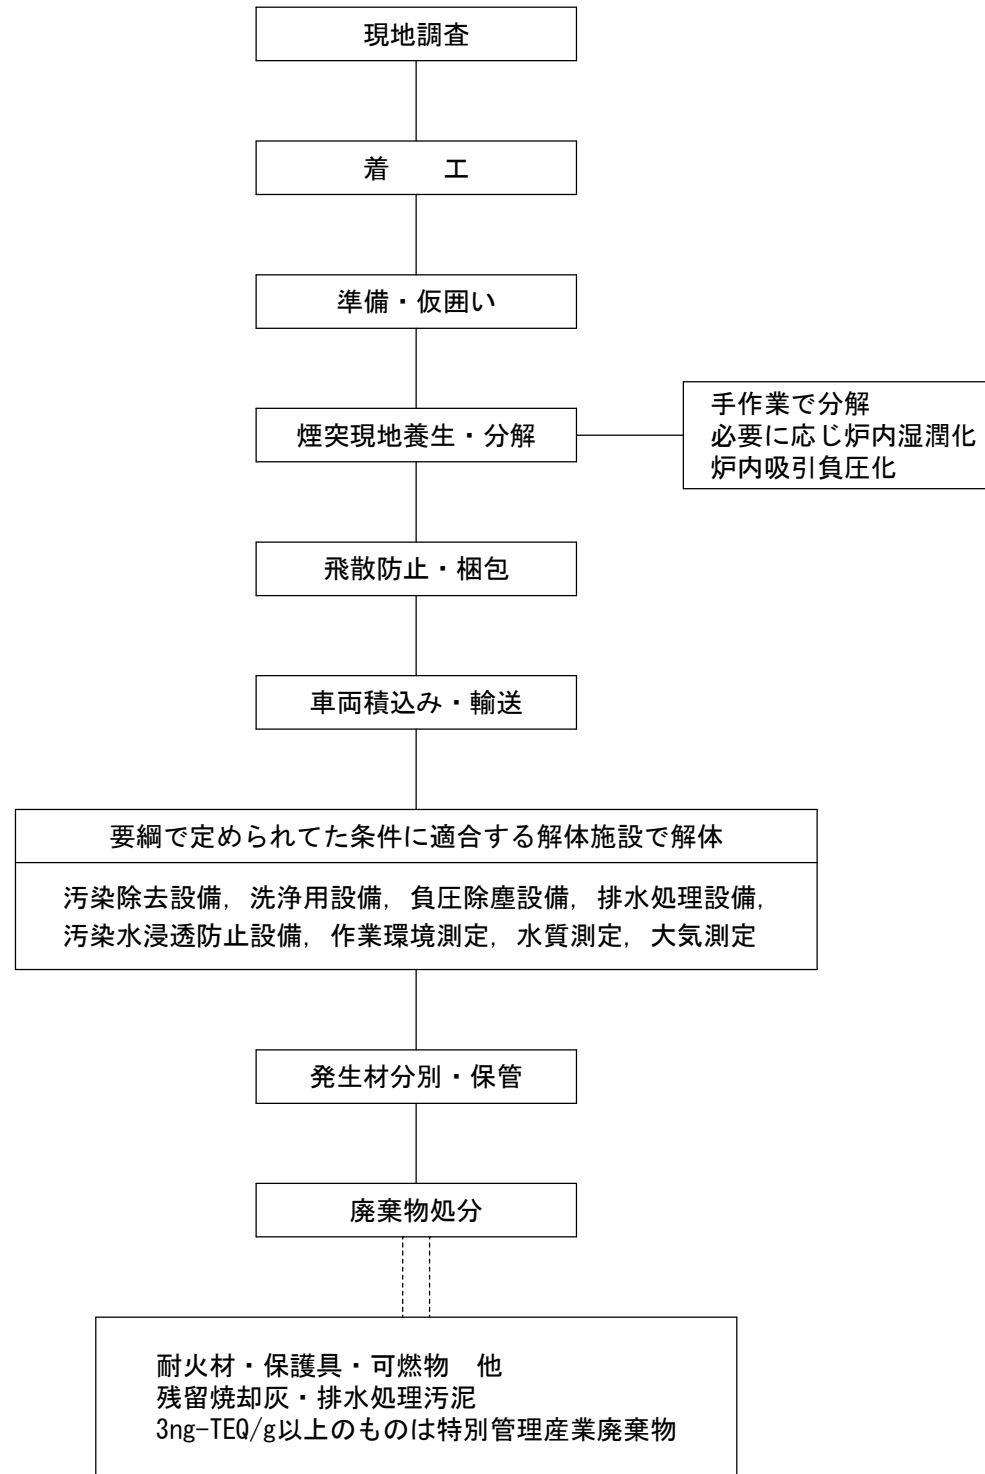 現地調査
着　　工
準備・仮囲い
煙突現地養生・分解
手作業で分解
必要に応じ炉内湿潤化
炉内吸引負圧化
飛散防止・梱包
車両積込み・輸送
要綱で定められてた条件に適合する解体施設で解体
汚染除去設備, 洗浄用設備, 負圧除塵設備, 排水処理設備,
汚染水浸透防止設備, 作業環境測定, 水質測定, 大気測定
発生材分別・保管
廃棄物処分
耐火材・保護具・可燃物　他
残留焼却灰・排水処理汚泥
3ng-TEQ/g以上のものは特別管理産業廃棄物